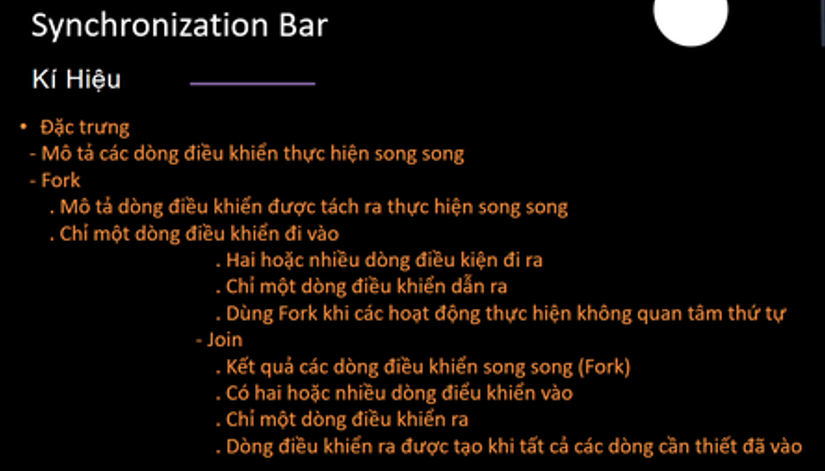 Synchronization Bar
Kí Hiệu
• Đặc trưng
- Mô tả các dòng điều khiển thực hiện song song
- Fork
. Mô tả dòng điều khiển được tách ra thực hiện song song
. Chỉ một dòng điều khiển đi vào
. Hai hoặc nhiều dòng điều kiện đi ra
. Chỉ một dòng điều khiển dẫn ra
. Dùng Fork khi các hoạt động thực hiện không quan tâm thứ tự
- Join
. Kết quả các dòng điều khiển song song (Fork)
. Có hai hoặc nhiều dòng điểu khiển vào
. Chỉ một dòng điều khiển ra
. Dòng điều khiển ra được tạo khi tất cả các dòng cần thiết đã vào